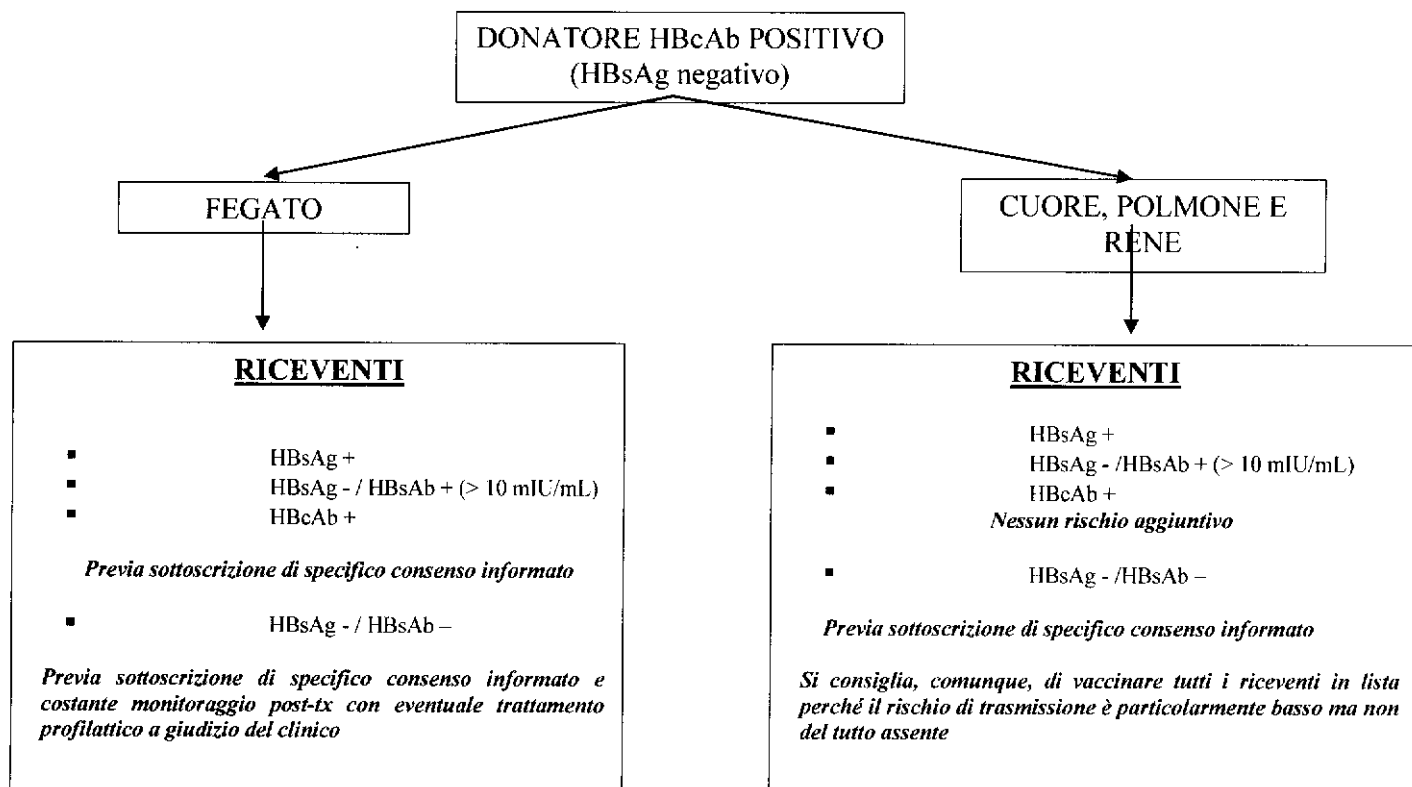 DONATORE HBcAb POSITIVO
(HBsAg negativo)
FEGATO
CUORE, POLMONE E
RENE
RICEVENTI
▪ HBsAg +
▪ HBsAg - / HBsAb + (> 10 mIU/mL)
▪ HBcAb +
Previa sottoscrizione di specifico consenso informato
▪ HBsAg - / HBsAb –
Previa sottoscrizione di specifico consenso informato e
costante monitoraggio post-tx con eventuale trattamento
profilattico a giudizio del clinico
RICEVENTI
▪ HBsAg +
▪ HBsAg - /HBsAb + (> 10 mIU/mL)
▪ HBcAb +
Nessun rischio aggiuntivo
▪ HBsAg - /HBsAb –
Previa sottoscrizione di specifico consenso informato
Si consiglia, comunque, di vaccinare tutti i riceventi in lista
perché il rischio di trasmissione è particolarmente basso ma non
del tutto assente